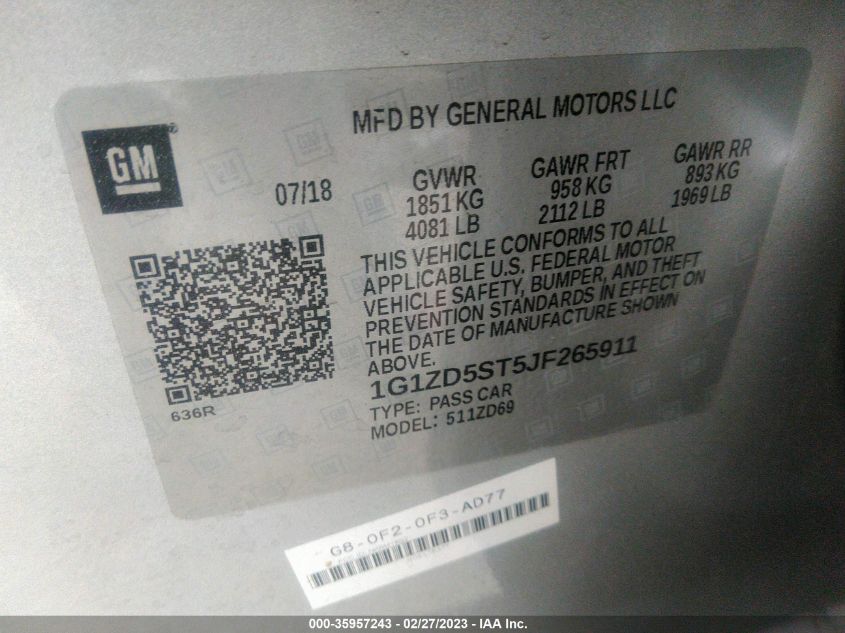 MFD BY GENERAL MOTORS LLC
GM
07/18
GVWR
1851 KG
4081 LB
GAWR FRT
958 KG
2112 LB
GAWR RR
893 KG
1969 LB
THIS VEHICLE CONFORMS TO ALL
APPLICABLE U.S. FEDERAL MOTOR
VEHICLE SAFETY, BUMPER, AND THEFT
PREVENTION STANDARDS IN EFFECT ON
THE DATE OF MANUFACTURE SHOWN
ABOVE.
1G1ZD5ST5JF265911
TYPE: PASS CAR
MODEL: 511ZD69
636R
G8-0F2-0F3-AD77
000-35957243 - 02/27/2023 - IAA Inc.